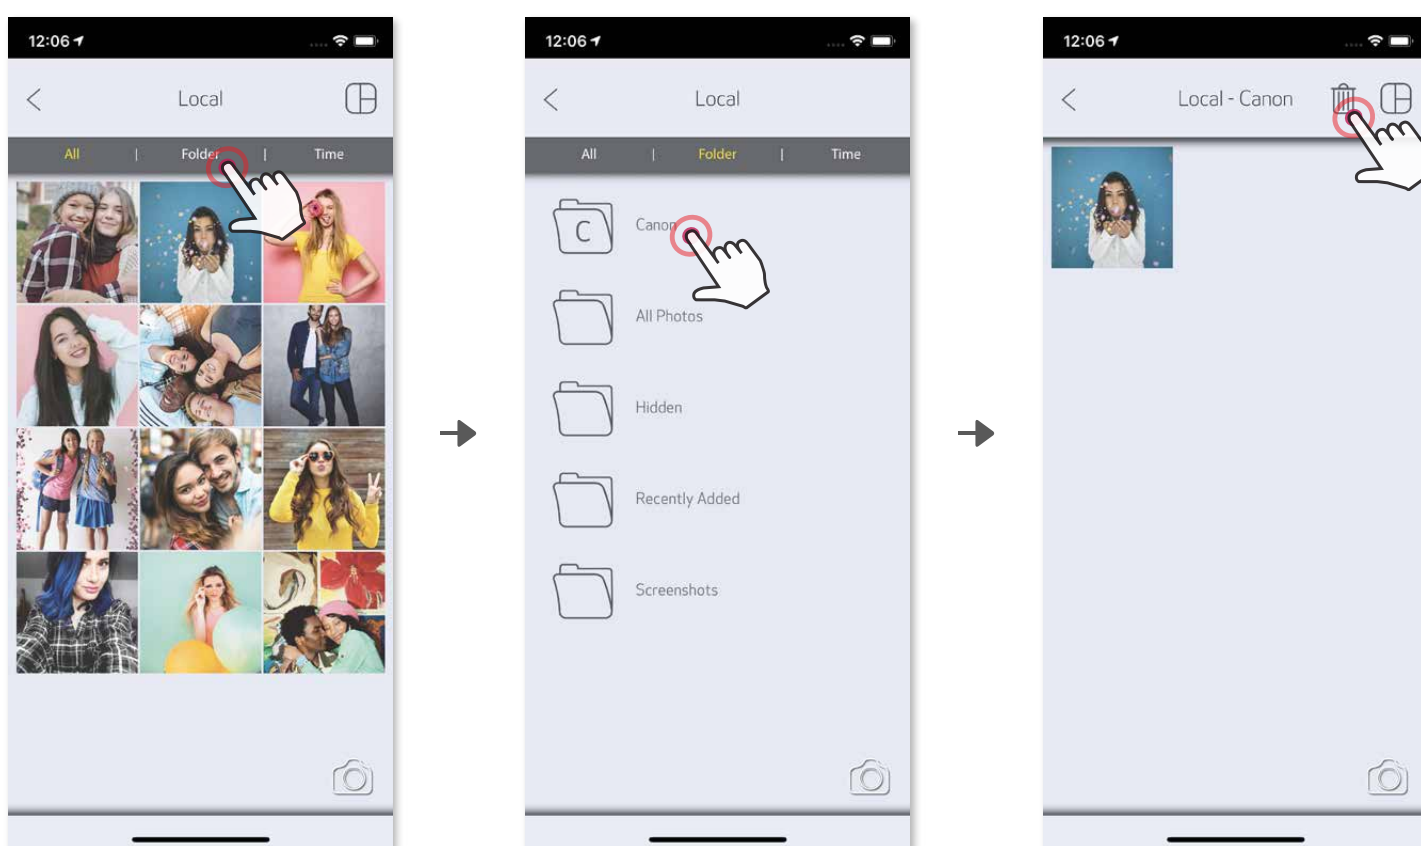 12:06
Local
All | Folder | Time
12:06
Local
All | Folder | Time
C Canon
All Photos
Hidden
Recently Added
Screenshots
12:06
Local - Canon